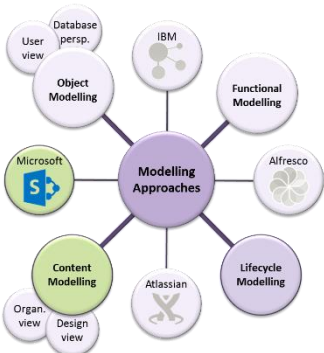 Database
persp.
User
view
IBM
Object
Modelling
Functional
Modelling
Microsoft
S
Modelling
Approaches
Alfresco
Content
Modelling
Lifecycle
Modelling
Atlassian
Organ.
view
Design
view